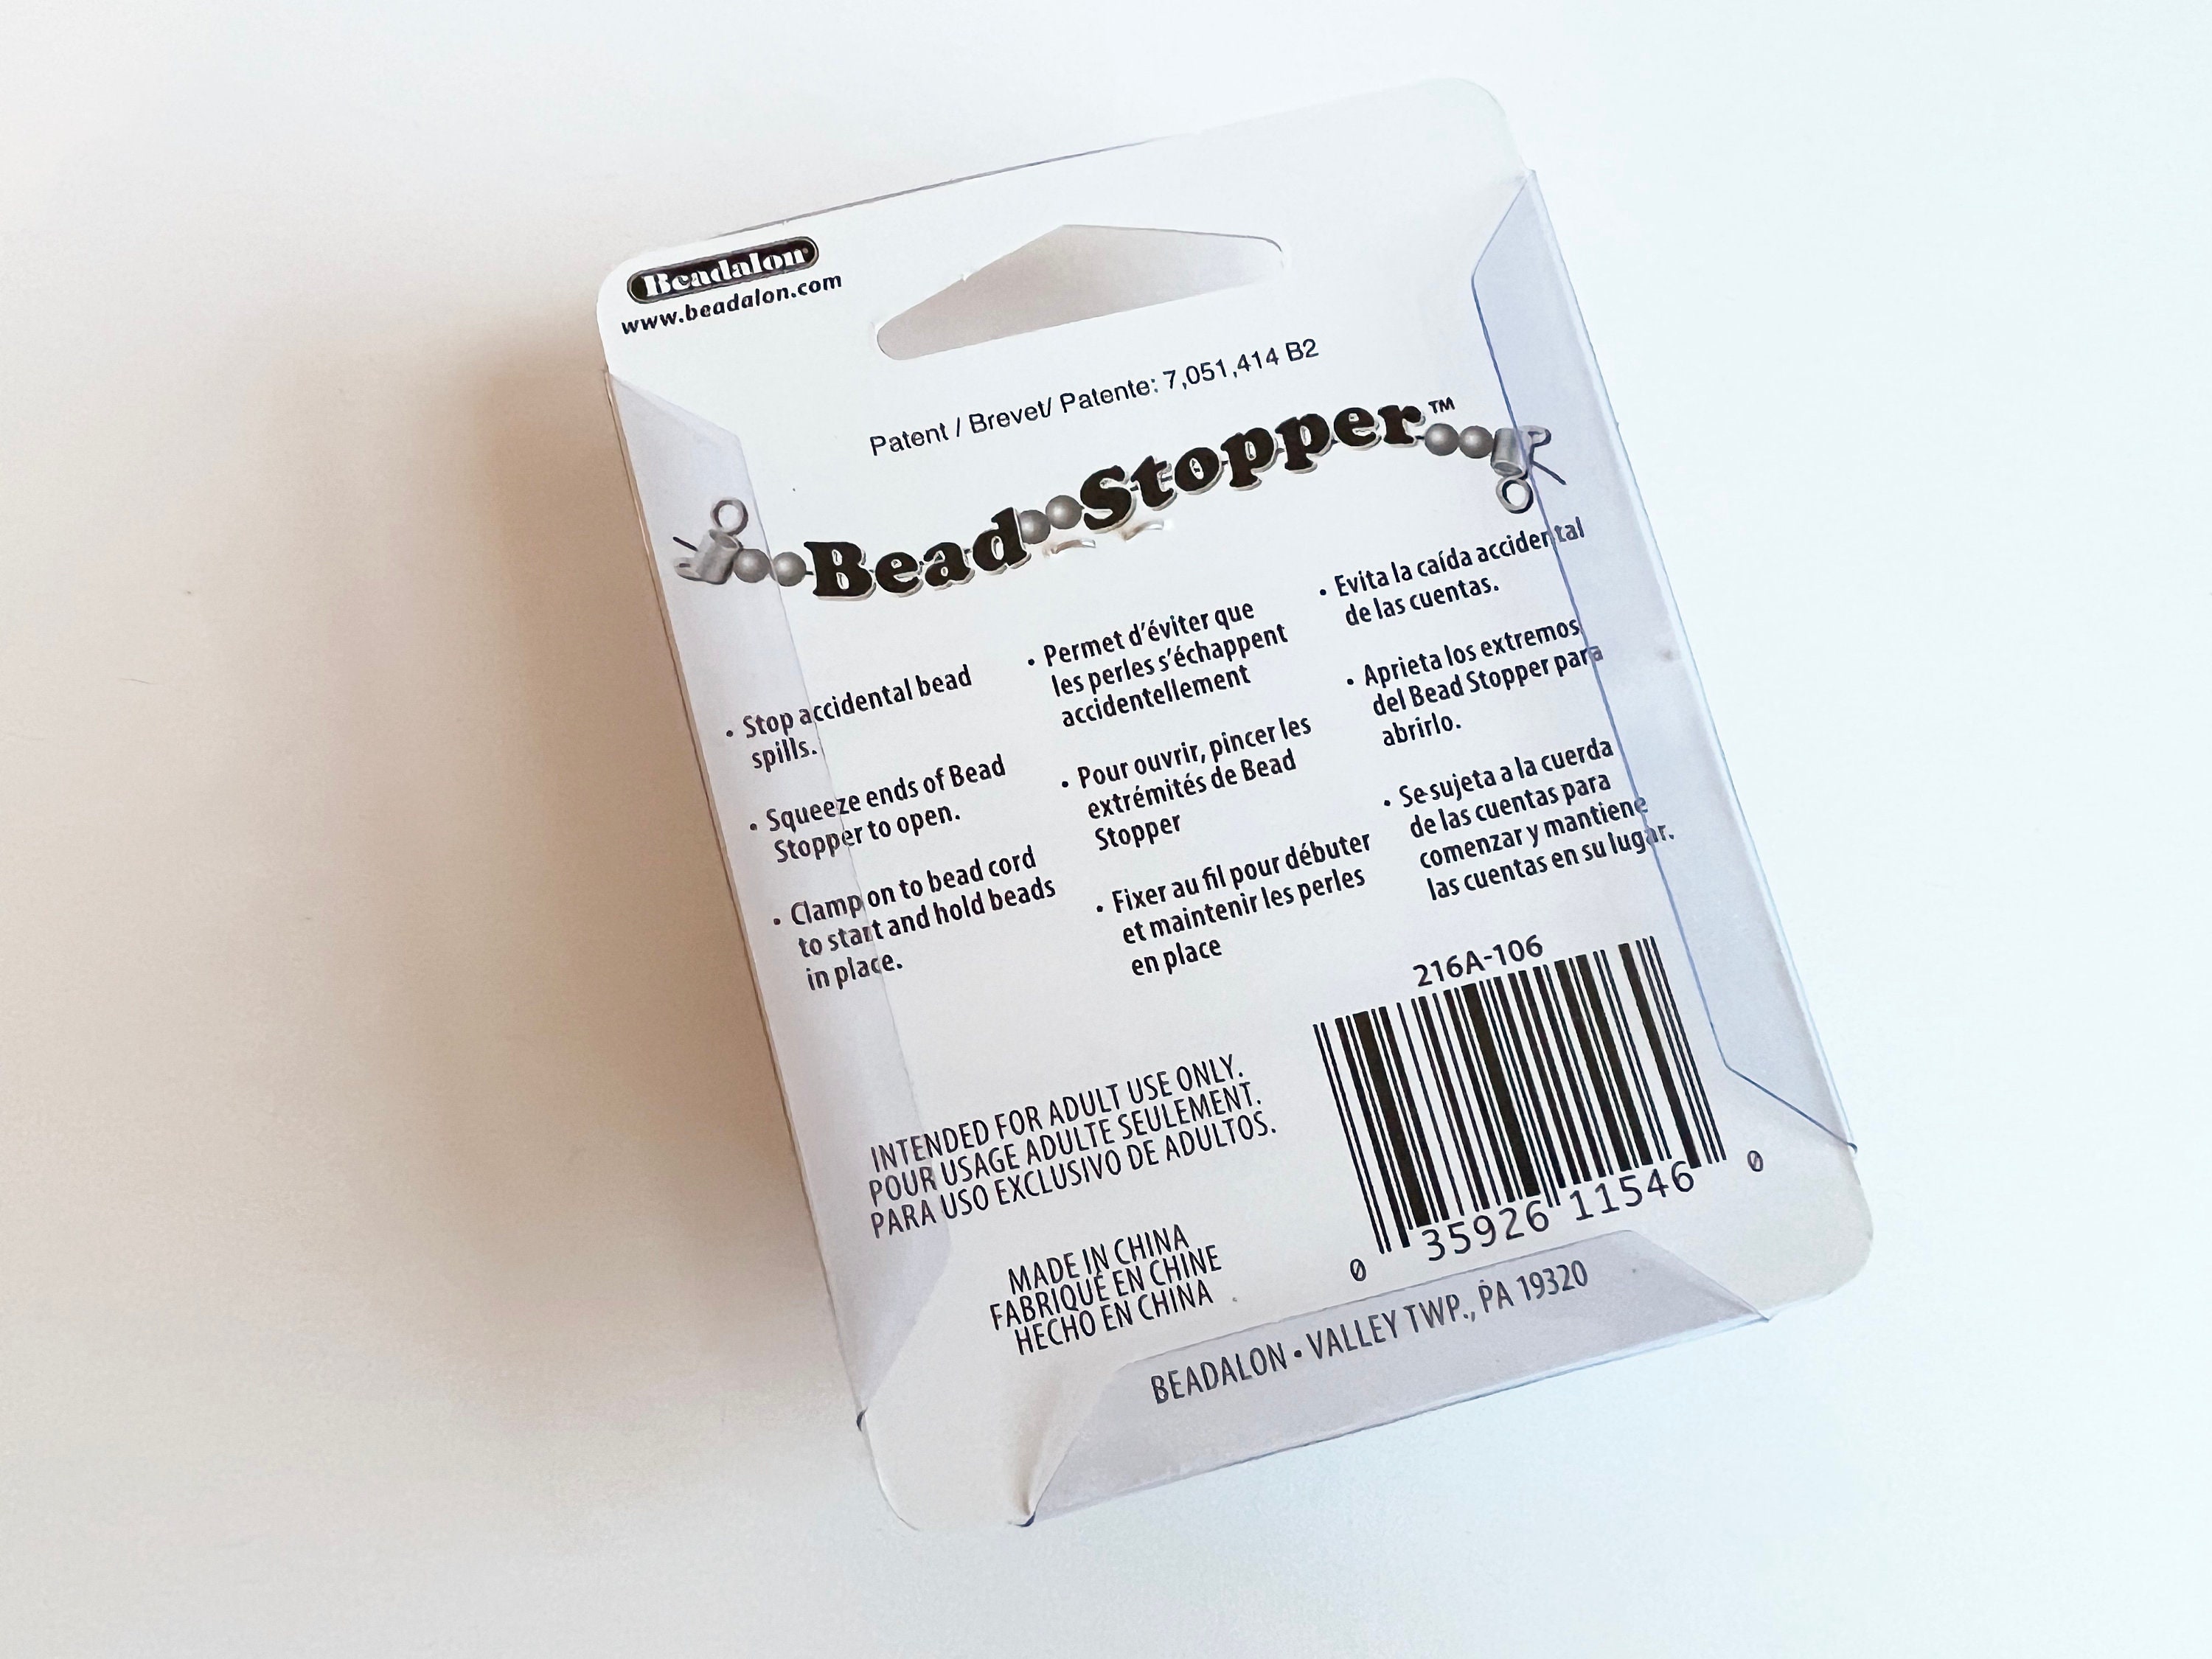 Beadalon
www.beadalon.com
Patent / Brevet/ Patente: 7,051,414 B2
Bead Stopper™
• Stop accidental bead
spills.
• Squeeze ends of Bead
Stopper to open.
• Clamp on to bead cord
to start and hold beads
in place.
• Permet d'éviter que
les perles s'échappent
accidentellement
• Pour ouvrir, pincer les
extrémités de Bead
Stopper
• Fixer au fil pour débuter
et maintenir les perles
en place
• Evita la caída accidental
de las cuentas.
• Aprieta los extremos
del Bead Stopper para
abrirlo.
• Se sujeta a la cuerda
de las cuentas para
comenzar y mantiene
las cuentas en su lugar.
INTENDED FOR ADULT USE ONLY.
POUR USAGE ADULTE SEULEMENT.
PARA USO EXCLUSIVO DE ADULTOS.
MADE IN CHINA
FABRIQUÉ EN CHINE
HECHO EN CHINA
216A-106
0 35926 11546 0
BEADALON • VALLEY TWP., PA 19320